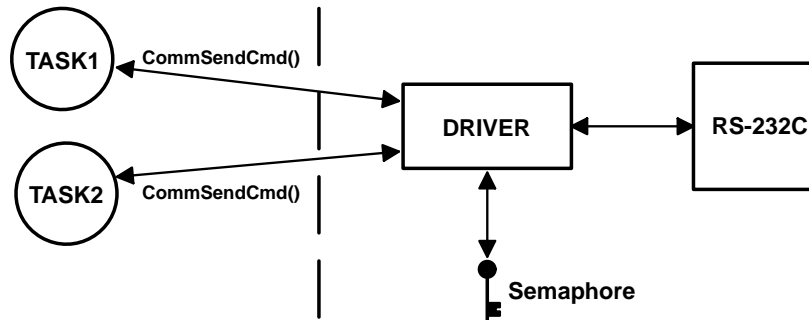 TASK1
CommSendCmd()
DRIVER
RS-232C
TASK2
CommSendCmd()
Semaphore